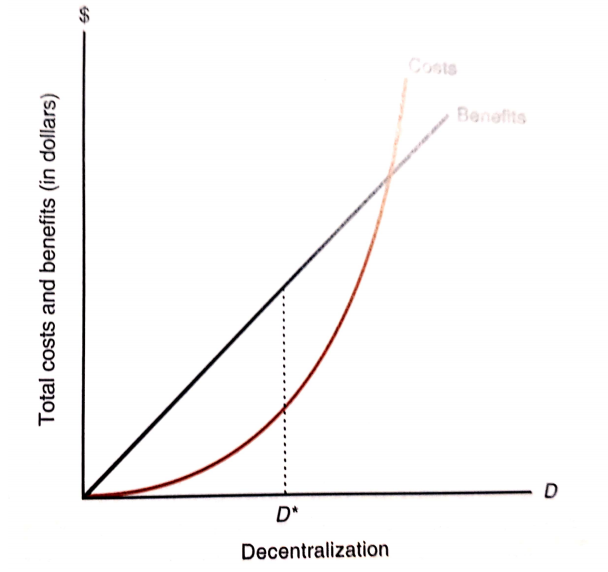 $
Costs
Benefits
Total costs and benefits (in dollars)
D
D*
Decentralization